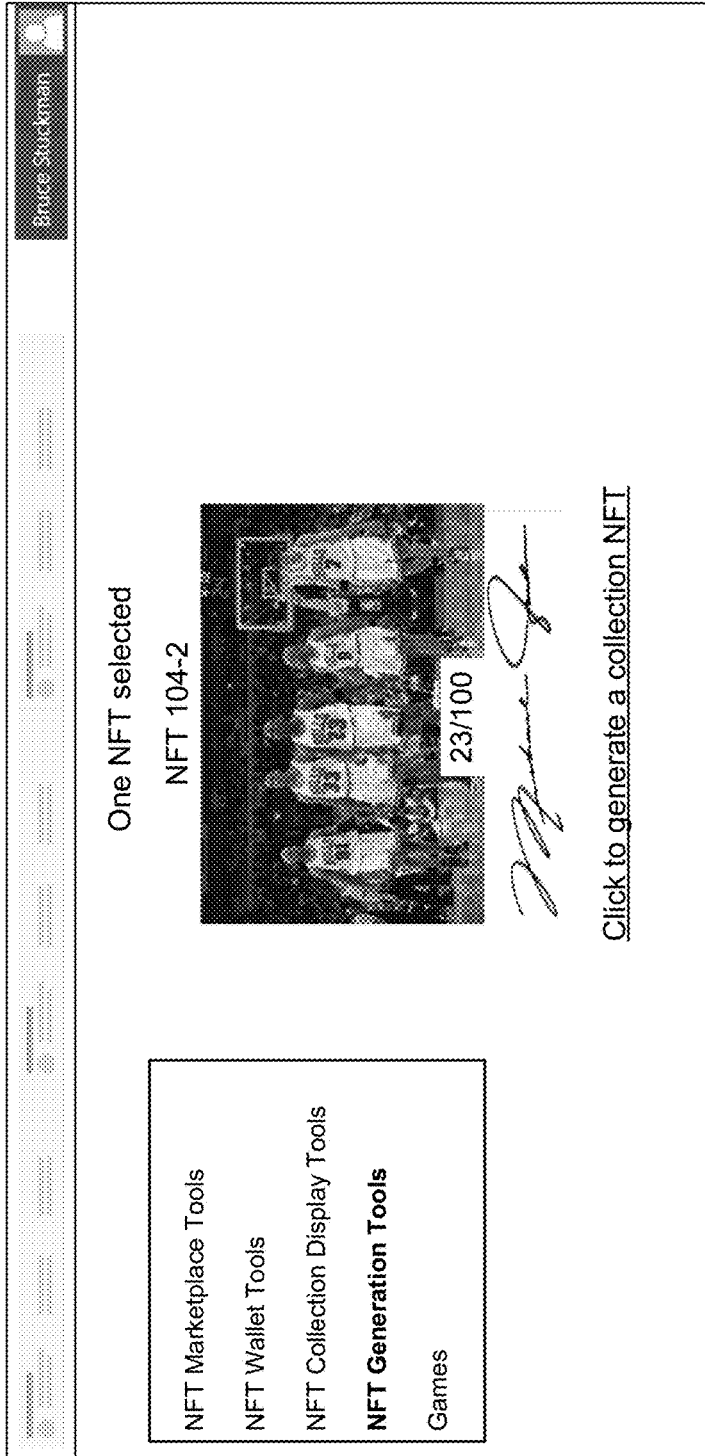 Bruce Stuckman
One NFT selected
NFT 104-2
23/100
Click to generate a collection NFT
NFT Marketplace Tools
NFT Wallet Tools
NFT Collection Display Tools
NFT Generation Tools
Games